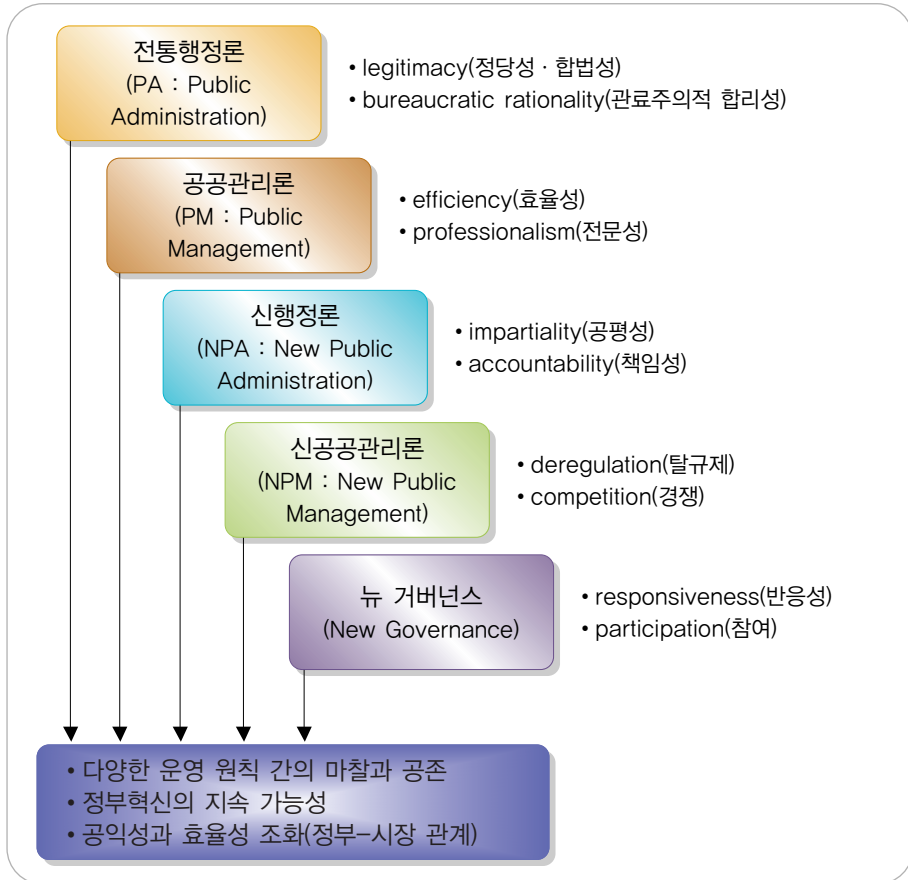 전통행정론
(PA : Public
Administration)
• legitimacy(정당성 · 합법성)
• bureaucratic rationality(관료주의적 합리성)
공공관리론
(PM : Public
Management)
• efficiency(효율성)
• professionalism(전문성)
신행정론
(NPA : New Public
Administration)
• impartiality(공평성)
• accountability(책임성)
신공공관리론
(NPM : New Public
Management)
• deregulation(탈규제)
• competition(경쟁)
뉴 거버넌스
(New Governance)
• responsiveness(반응성)
• participation(참여)
• 다양한 운영 원칙 간의 마찰과 공존
• 정부혁신의 지속 가능성
• 공익성과 효율성 조화(정부–시장 관계)